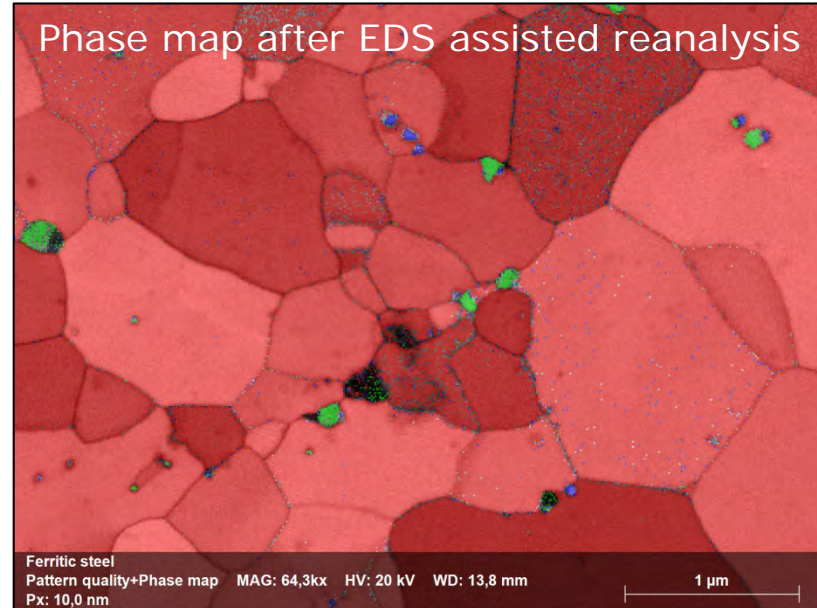 Phase map after EDS assisted reanalysis
Ferritic steel
Pattern quality+Phase map MAG: 64,3kx HV: 20 kV WD: 13,8 mm
Px: 10,0 nm
1 µm